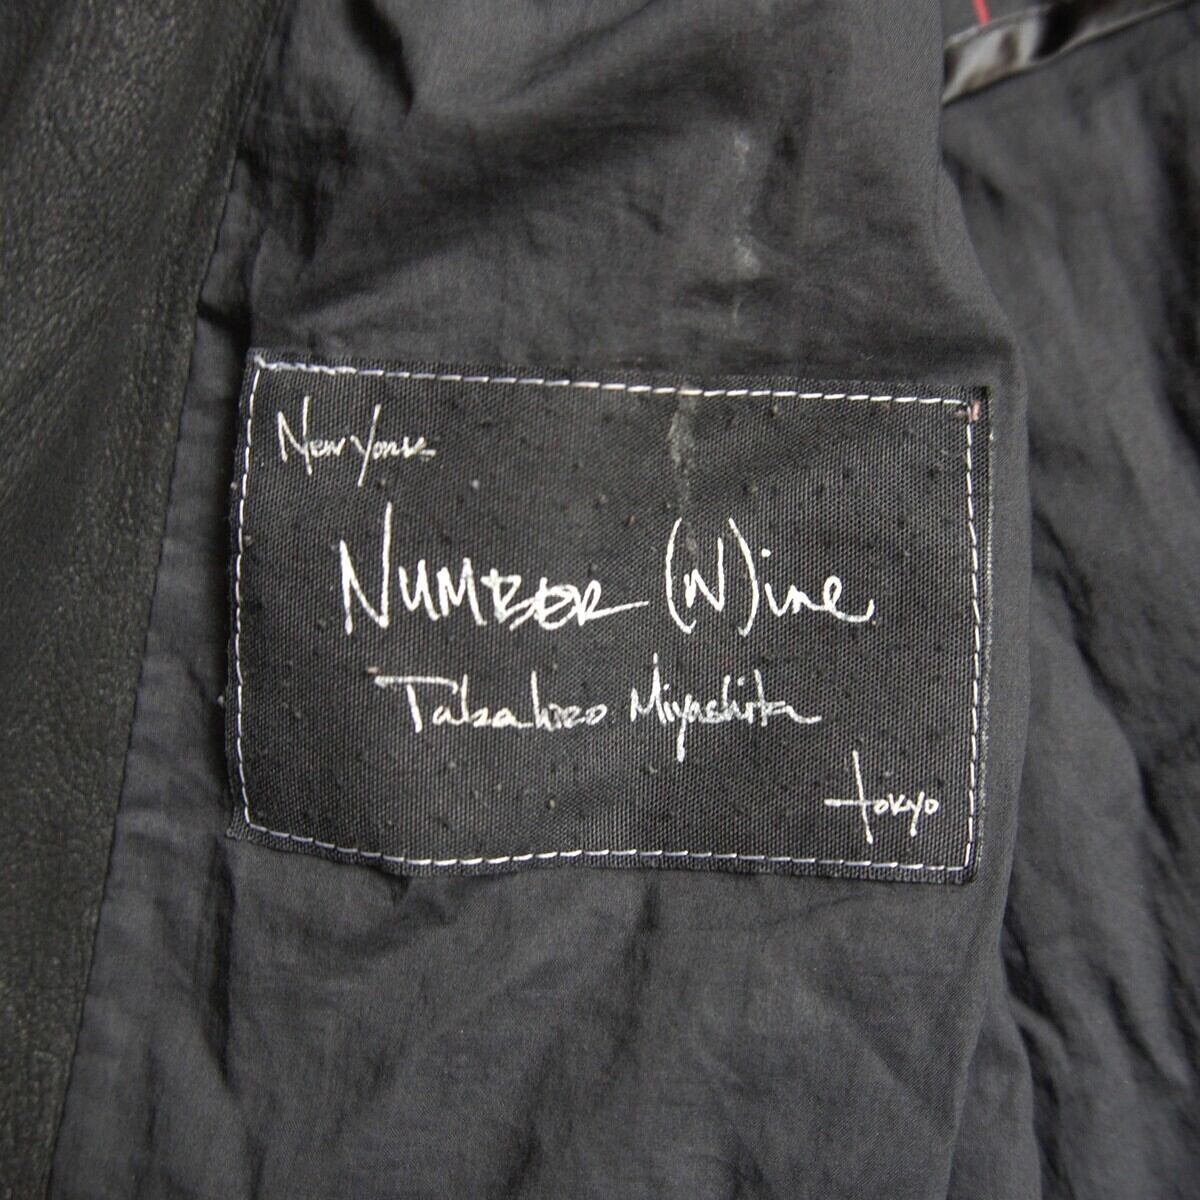 New York
NUMBER (N)ine
Takahiro Miyashita
tokyo